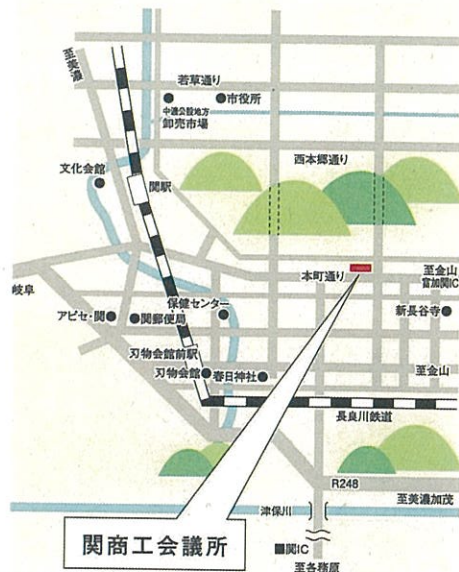 至美濃
若草通り
市役所
中濃公設地方
卸売市場
西本郷通り
文化会館
関駅
本町通り
至金山
富加関IC
岐阜
保健センター
アピセ・関
関郵便局
新長谷寺
刃物会館前駅
刃物会館
春日神社
至金山
長良川鉄道
R248
至美濃加茂
津保川
関商工会議所
関IC
至各務原